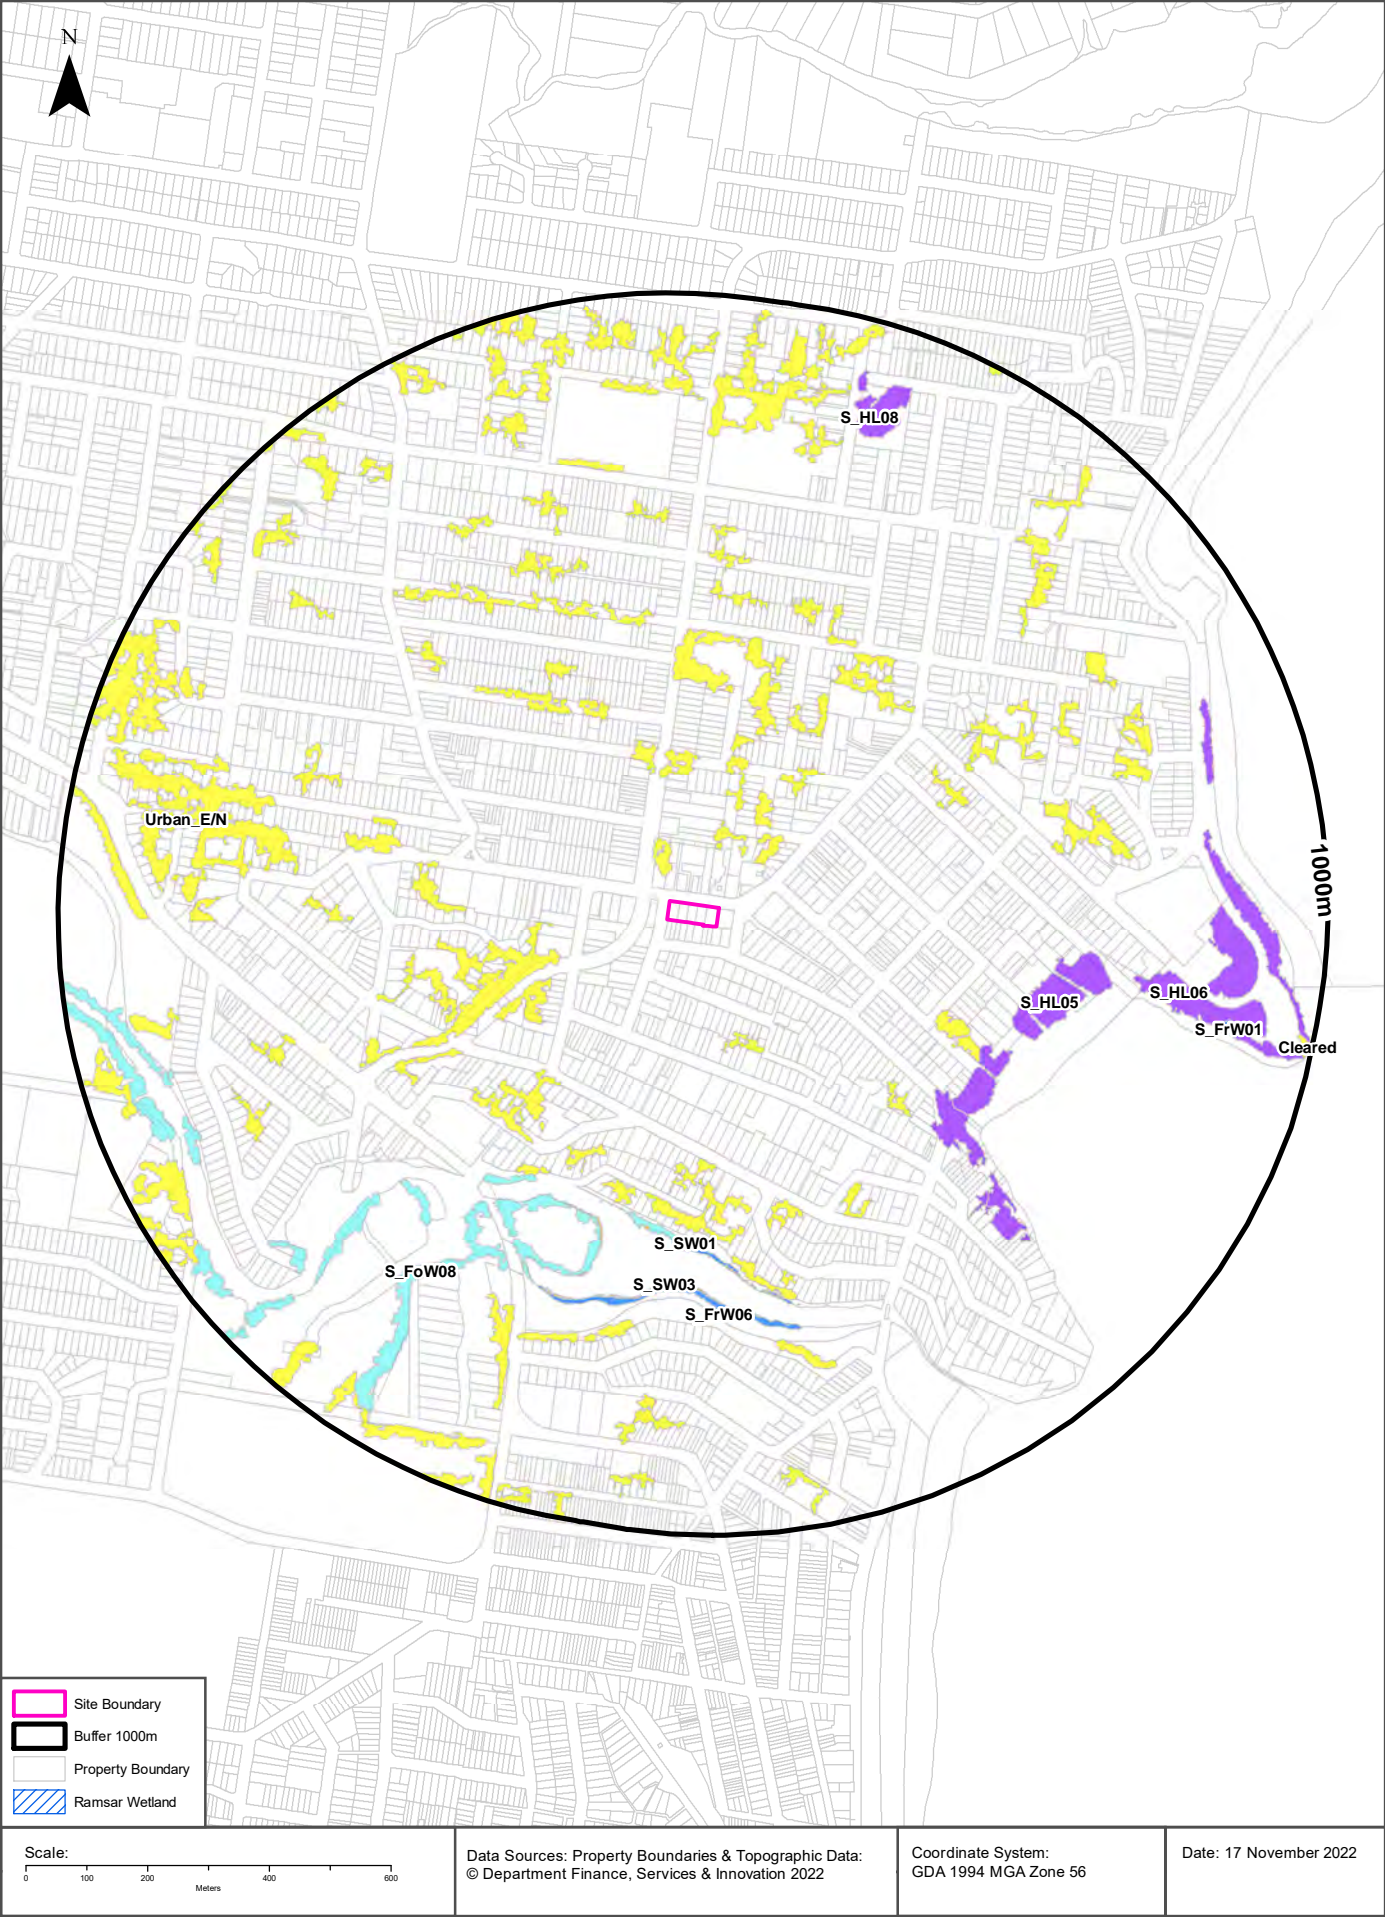 N
S_HL08
Urban_E/N
1000m
S_HL06
S_HL05
S_FrW01
Cleared
S_SW01
S_FoW08
S_SW03
S_FrW06
Site Boundary
Buffer 1000m
Property Boundary
Ramsar Wetland
Scale:
0 100 200 400 600
Meters
Data Sources: Property Boundaries & Topographic Data:
© Department Finance, Services & Innovation 2022
Coordinate System:
GDA 1994 MGA Zone 56
Date: 17 November 2022